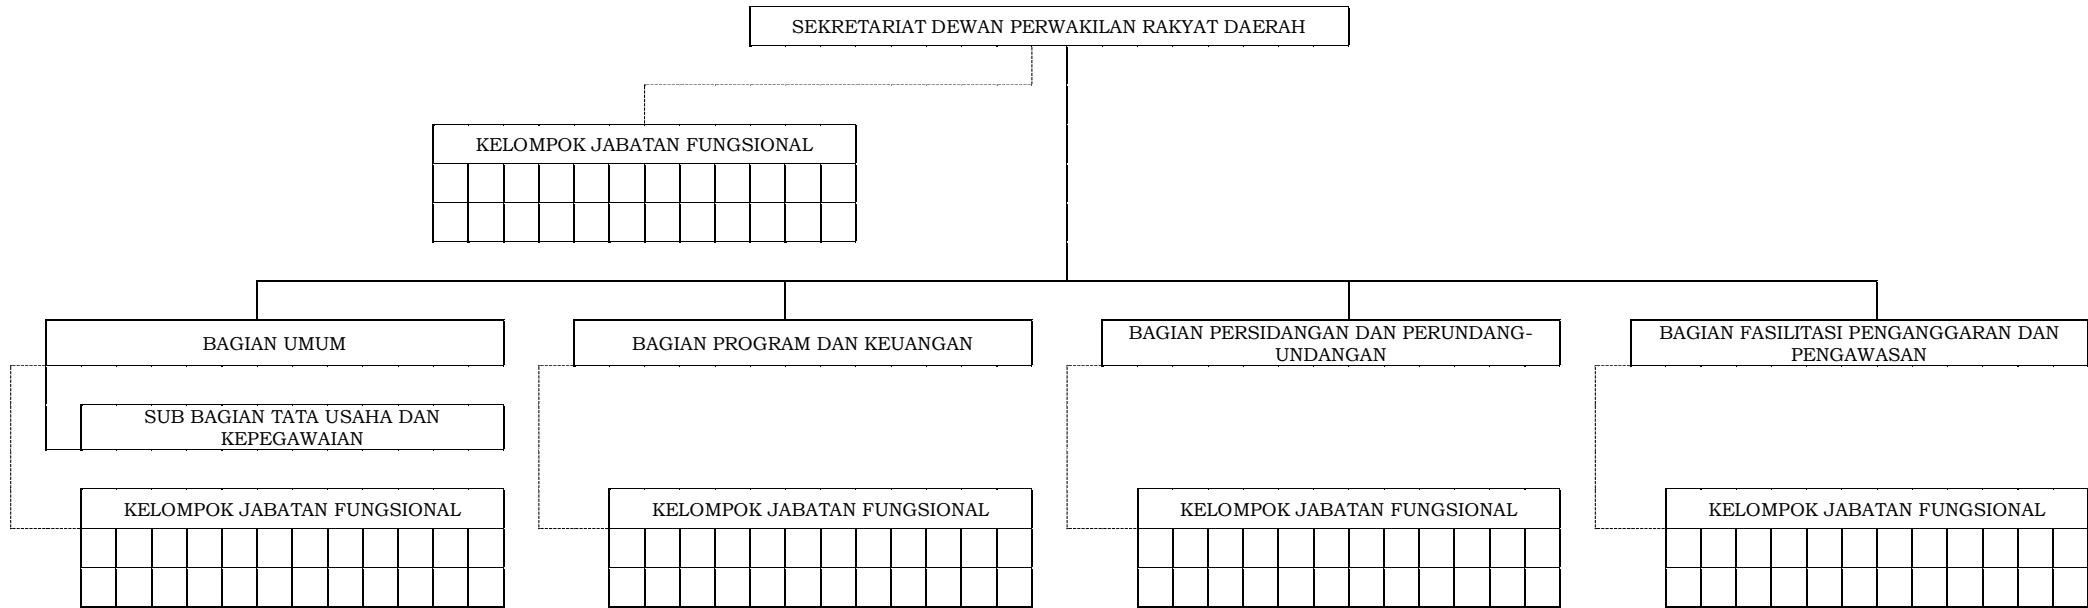 SEKRETARIAT DEWAN PERWAKILAN RAKYAT DAERAH
KELOMPOK JABATAN FUNGSIONAL
BAGIAN UMUM
BAGIAN PROGRAM DAN KEUANGAN
BAGIAN PERSIDANGAN DAN PERUNDANG-
UNDANGAN
BAGIAN FASILITASI PENGANGGARAN DAN
PENGAWASAN
SUB BAGIAN TATA USAHA DAN
KEPEGAWAIAN
KELOMPOK JABATAN FUNGSIONAL
KELOMPOK JABATAN FUNGSIONAL
KELOMPOK JABATAN FUNGSIONAL
KELOMPOK JABATAN FUNGSIONAL